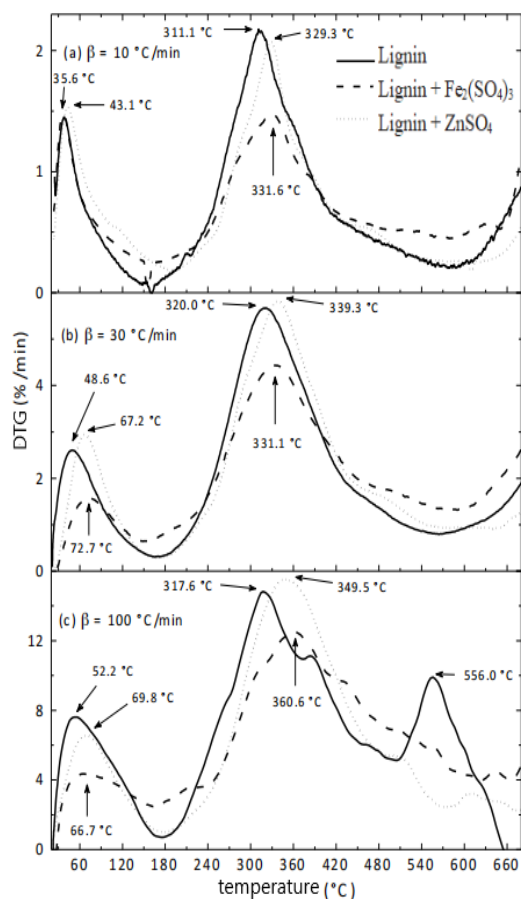 (a) β = 10 °C/min
311.1 °C
329.3 °C
35.6 °C
43.1 °C
331.6 °C
Lignin
Lignin + Fe₂(SO₄)₃
Lignin + ZnSO₄
2
1
0
(b) β = 30 °C/min
320.0 °C
339.3 °C
48.6 °C
67.2 °C
331.1 °C
72.7 °C
4
2
0
DTG (%/min)
(c) β = 100 °C/min
317.6 °C
349.5 °C
52.2 °C
69.8 °C
556.0 °C
360.6 °C
66.7 °C
12
8
4
0
60 120 180 240 300 360 420 480 540 600 660
temperature (°C)